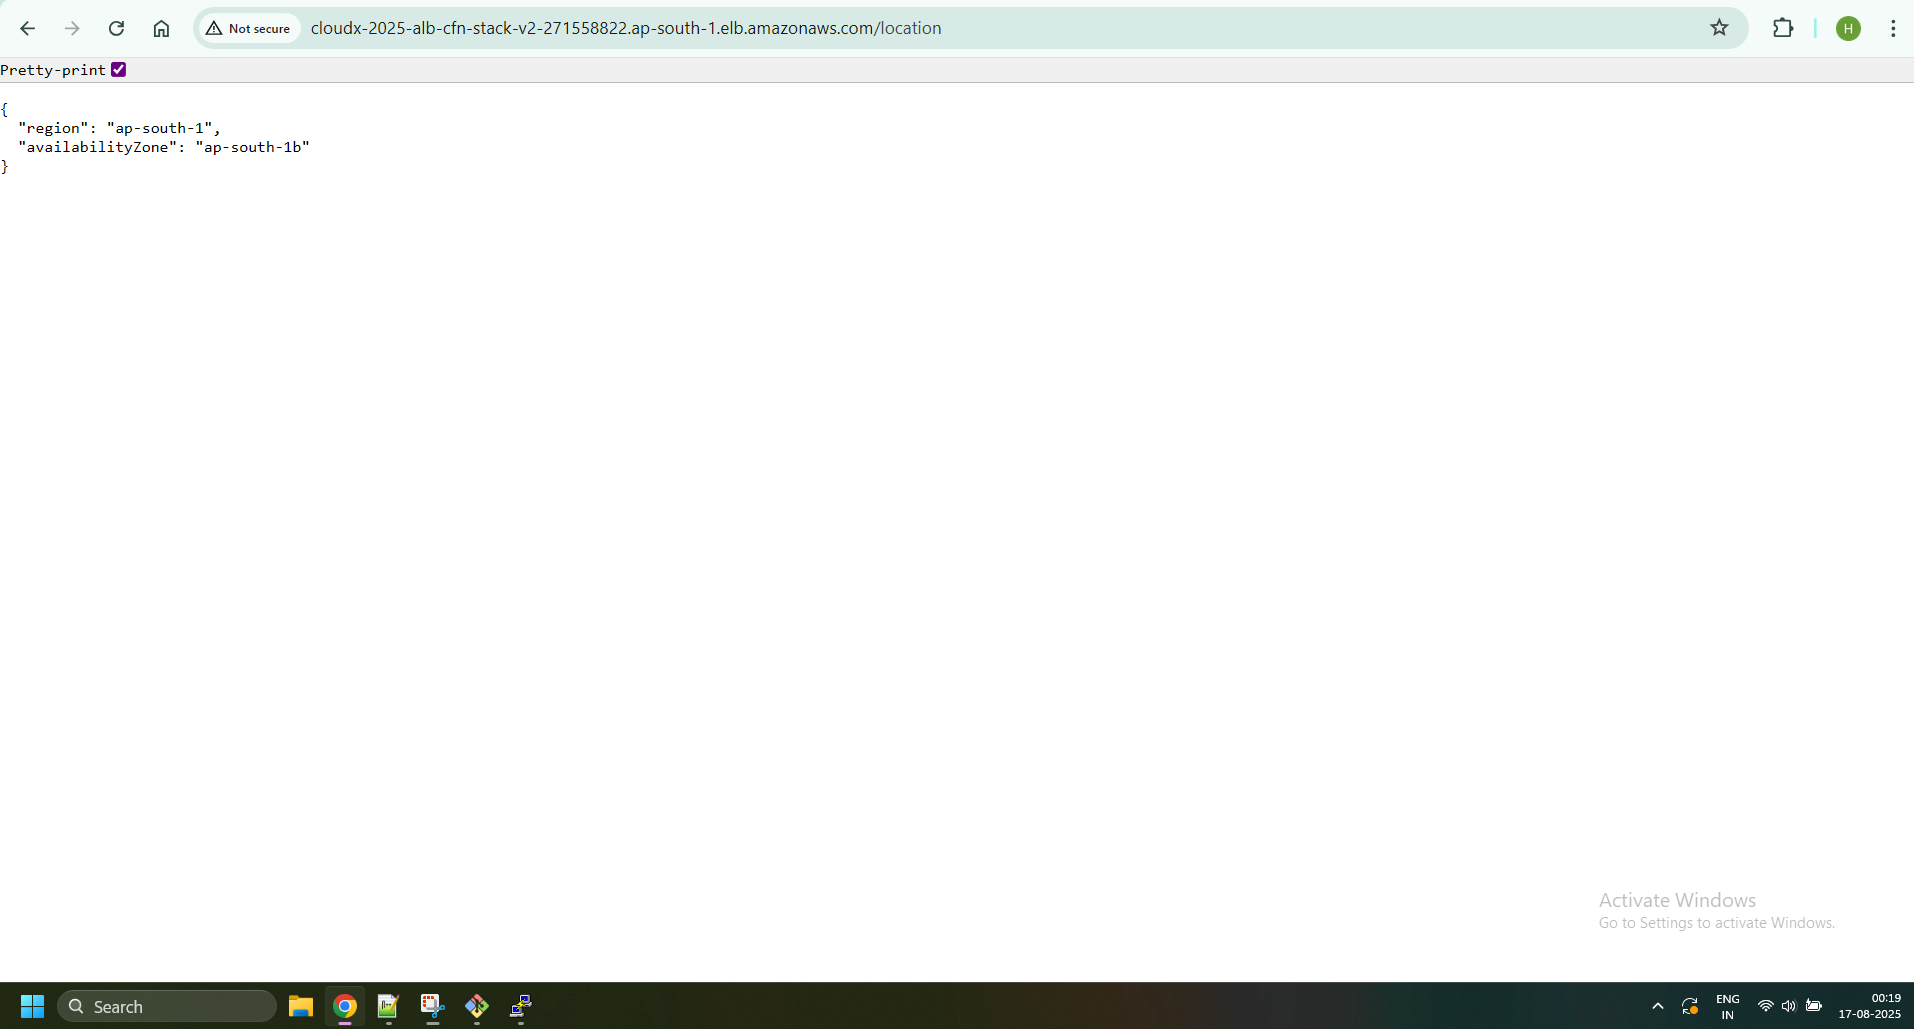 Not secure
cloudx-2025-alb-cfn-stack-v2-271558822.ap-south-1.elb.amazonaws.com/location
H
Pretty-print
{
  "region": "ap-south-1",
  "availabilityZone": "ap-south-1b"
}
Activate Windows
Go to Settings to activate Windows.
Search
ENG
IN
00:19
17-08-2025